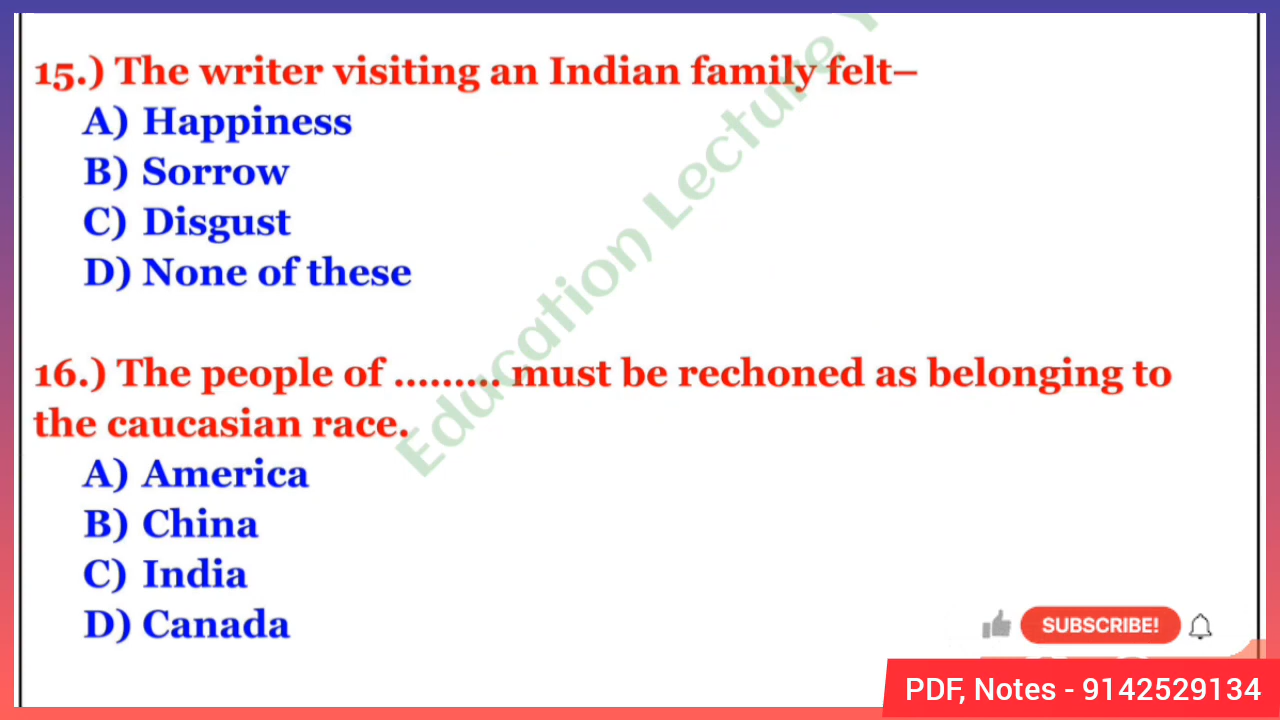 15.) The writer visiting an Indian family felt–
A) Happiness
B) Sorrow
C) Disgust
D) None of these
16.) The people of ......... must be rechoned as belonging to
the caucasian race.
A) America
B) China
C) India
D) Canada
Education Lecture
SUBSCRIBE!
PDF, Notes - 9142529134